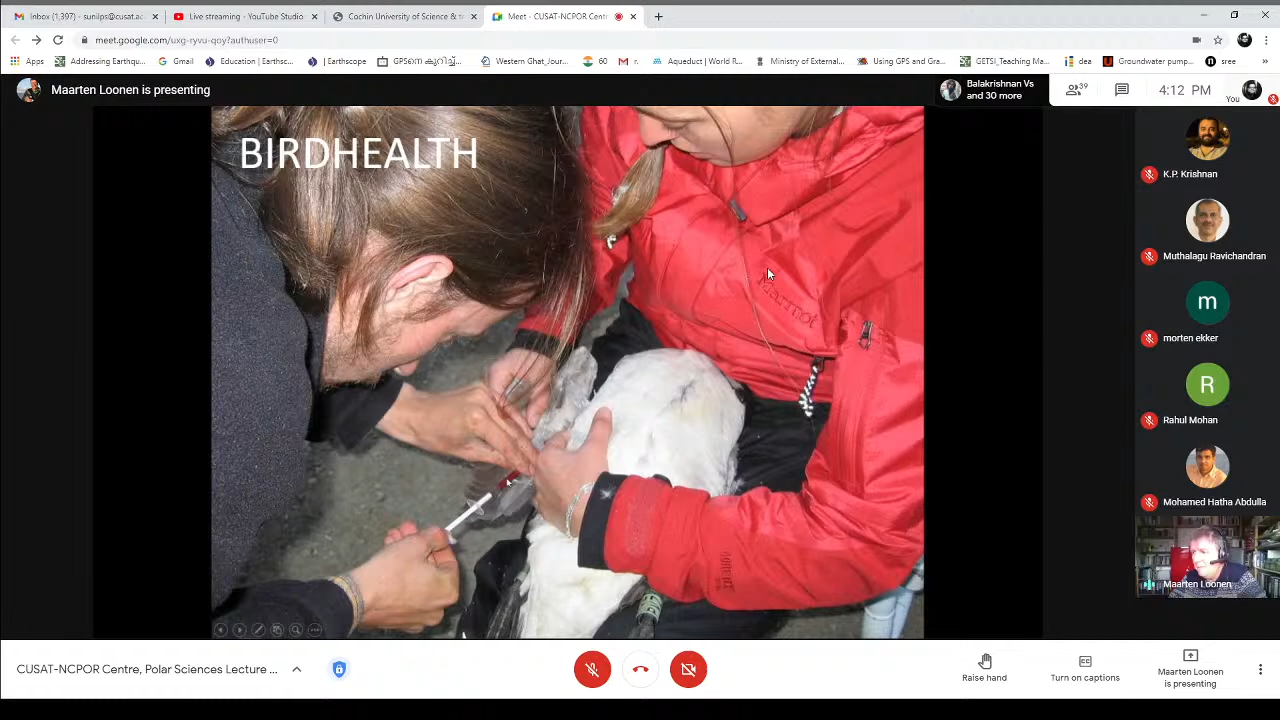 Inbox (1,397) - sunilps@cusat.ac
Live streaming - YouTube Studio
Cochin University of Science & te
Meet - CUSAT-NCPOR Centr
meet.google.com/uxg-ryvu-qoy?authuser=0
Apps
Addressing Earthqu...
Gmail
Education | Earthsc...
| Earthscope
Western Ghat_Jour...
60
r.
Aqueduct | World R...
Ministry of External...
Using GPS and Gra...
GETSI_Teaching Ma...
idea
Groundwater pump...
sree
»
Maarten Loonen is presenting
Balakrishnan Vs
and 30 more
39
4:12 PM
You
BIRDHEALTH
Marmot
K.P. Krishnan
Muthalagu Ravichandran
m
morten ekker
R
Rahul Mohan
Mohamed Hatha Abdulla
Maarten Loonen
CUSAT-NCPOR Centre, Polar Sciences Lecture ...
Raise hand
Turn on captions
Maarten Loonen
is presenting